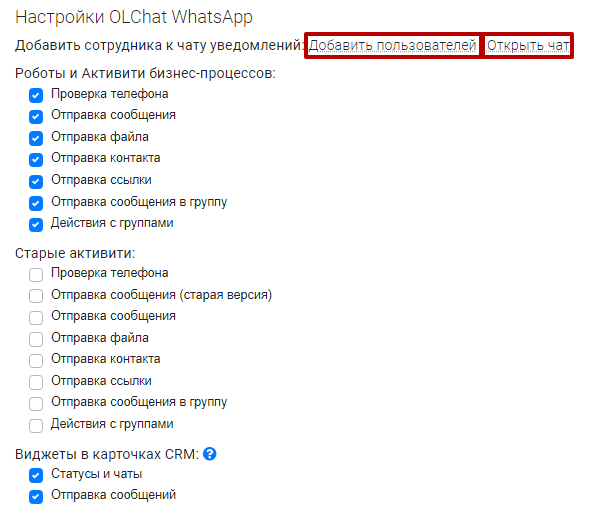 Настройки OLChat WhatsApp
Добавить сотрудника к чату уведомлений: Добавить пользователей Открыть чат
Роботы и Активити бизнес-процессов:
Проверка телефона
Отправка сообщения
Отправка файла
Отправка контакта
Отправка ссылки
Отправка сообщения в группу
Действия с группами
Старые активити:
Проверка телефона
Отправка сообщения (старая версия)
Отправка сообщения
Отправка файла
Отправка контакта
Отправка ссылки
Отправка сообщения в группу
Действия с группами
Виджеты в карточках CRM: ?
Статусы и чаты
Отправка сообщений